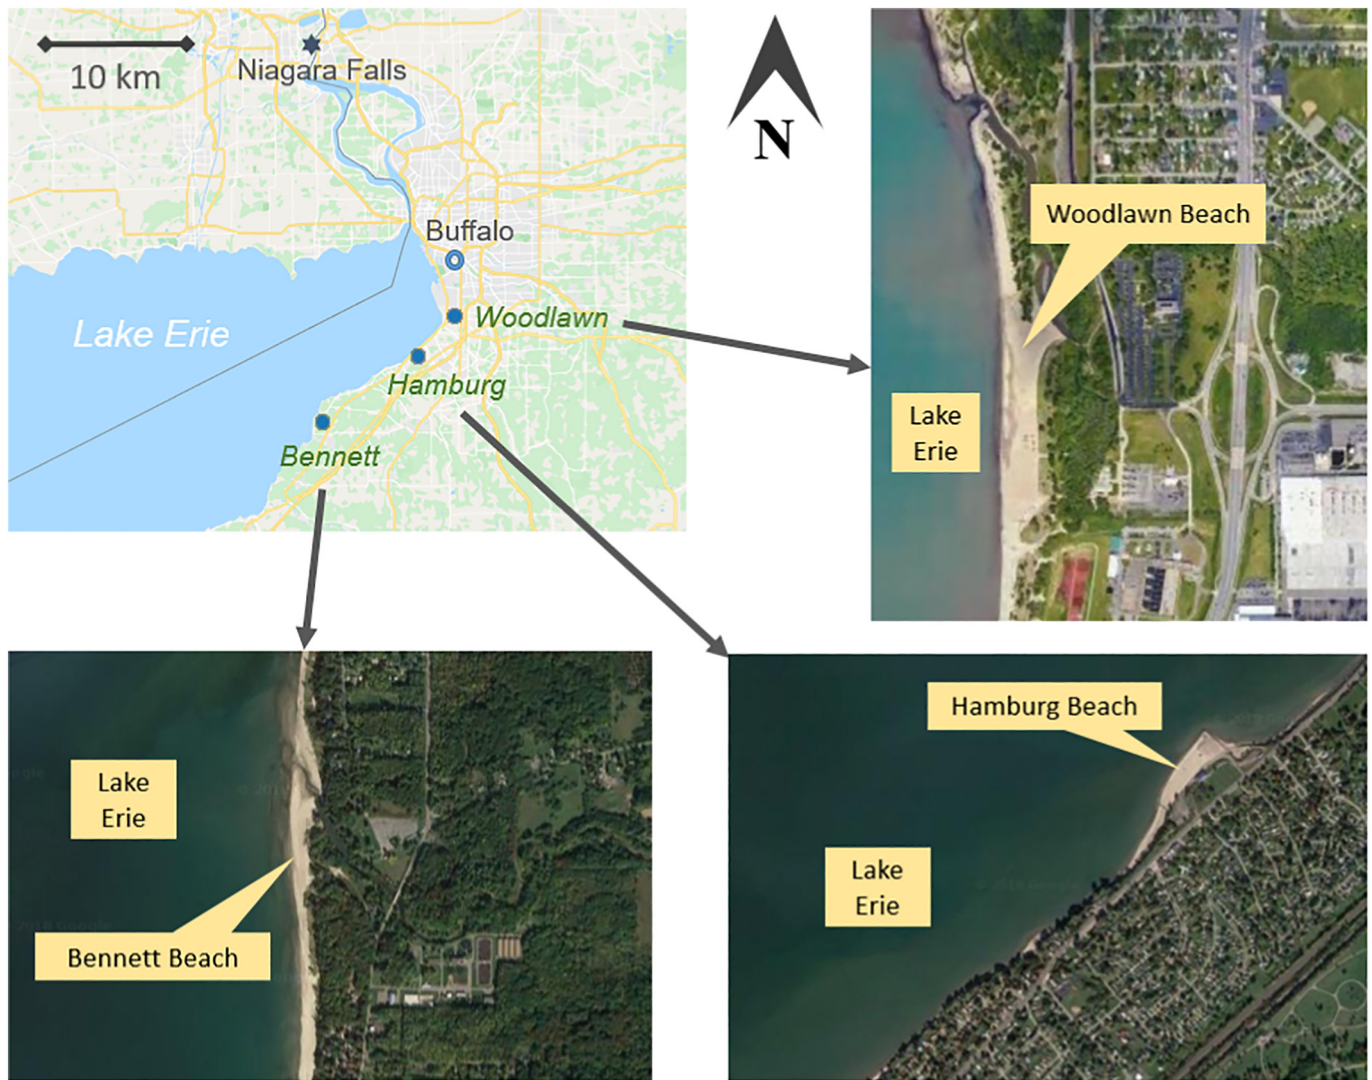 10 km
Niagara Falls
N
Buffalo
Lake Erie
Woodlawn
Hamburg
Bennett
Woodlawn Beach
Lake
Erie
Lake
Erie
Bennett Beach
Hamburg Beach
Lake
Erie